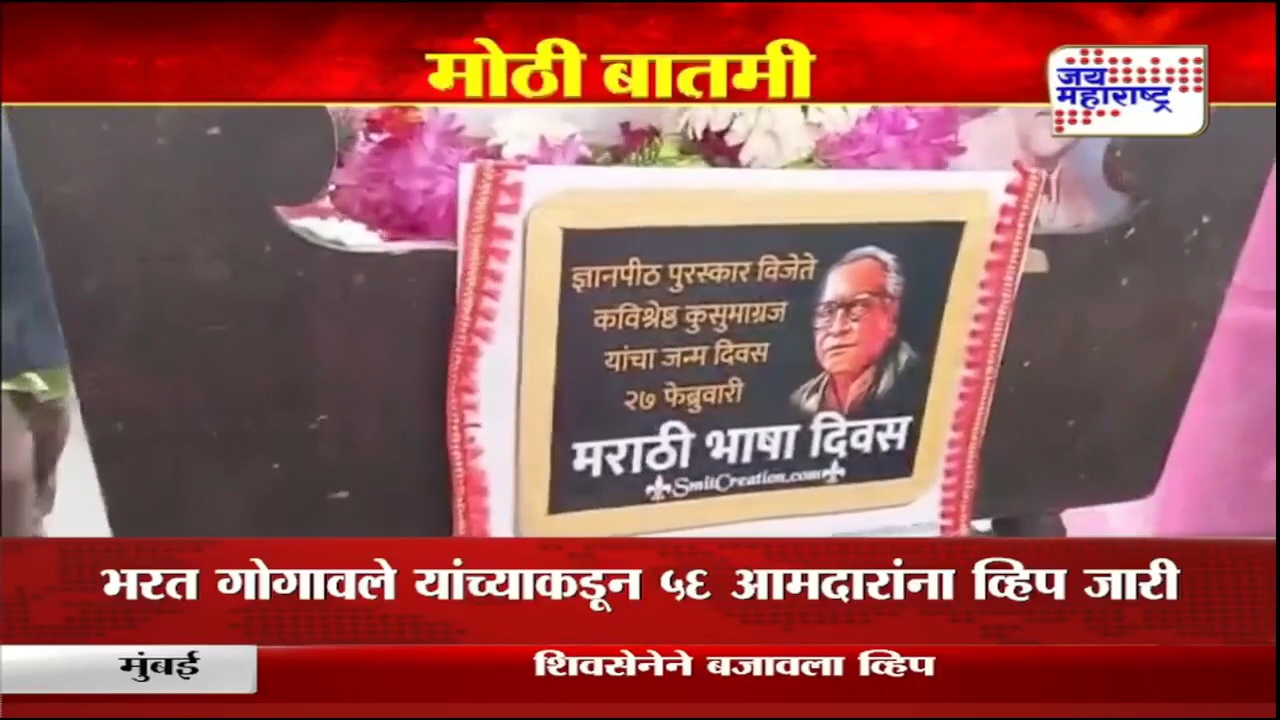 मोठी बातमी
जय
महाराष्ट्र
ज्ञानपीठ पुरस्कार विजेते
कविश्रेष्ठ कुसुमाग्रज
यांचा जन्म दिवस
२७ फेब्रुवारी
मराठी भाषा दिवस
SmitCreation.com
भरत गोगावले यांच्याकडून ५६ आमदारांना व्हिप जारी
मुंबई
शिवसेनेने बजावला व्हिप